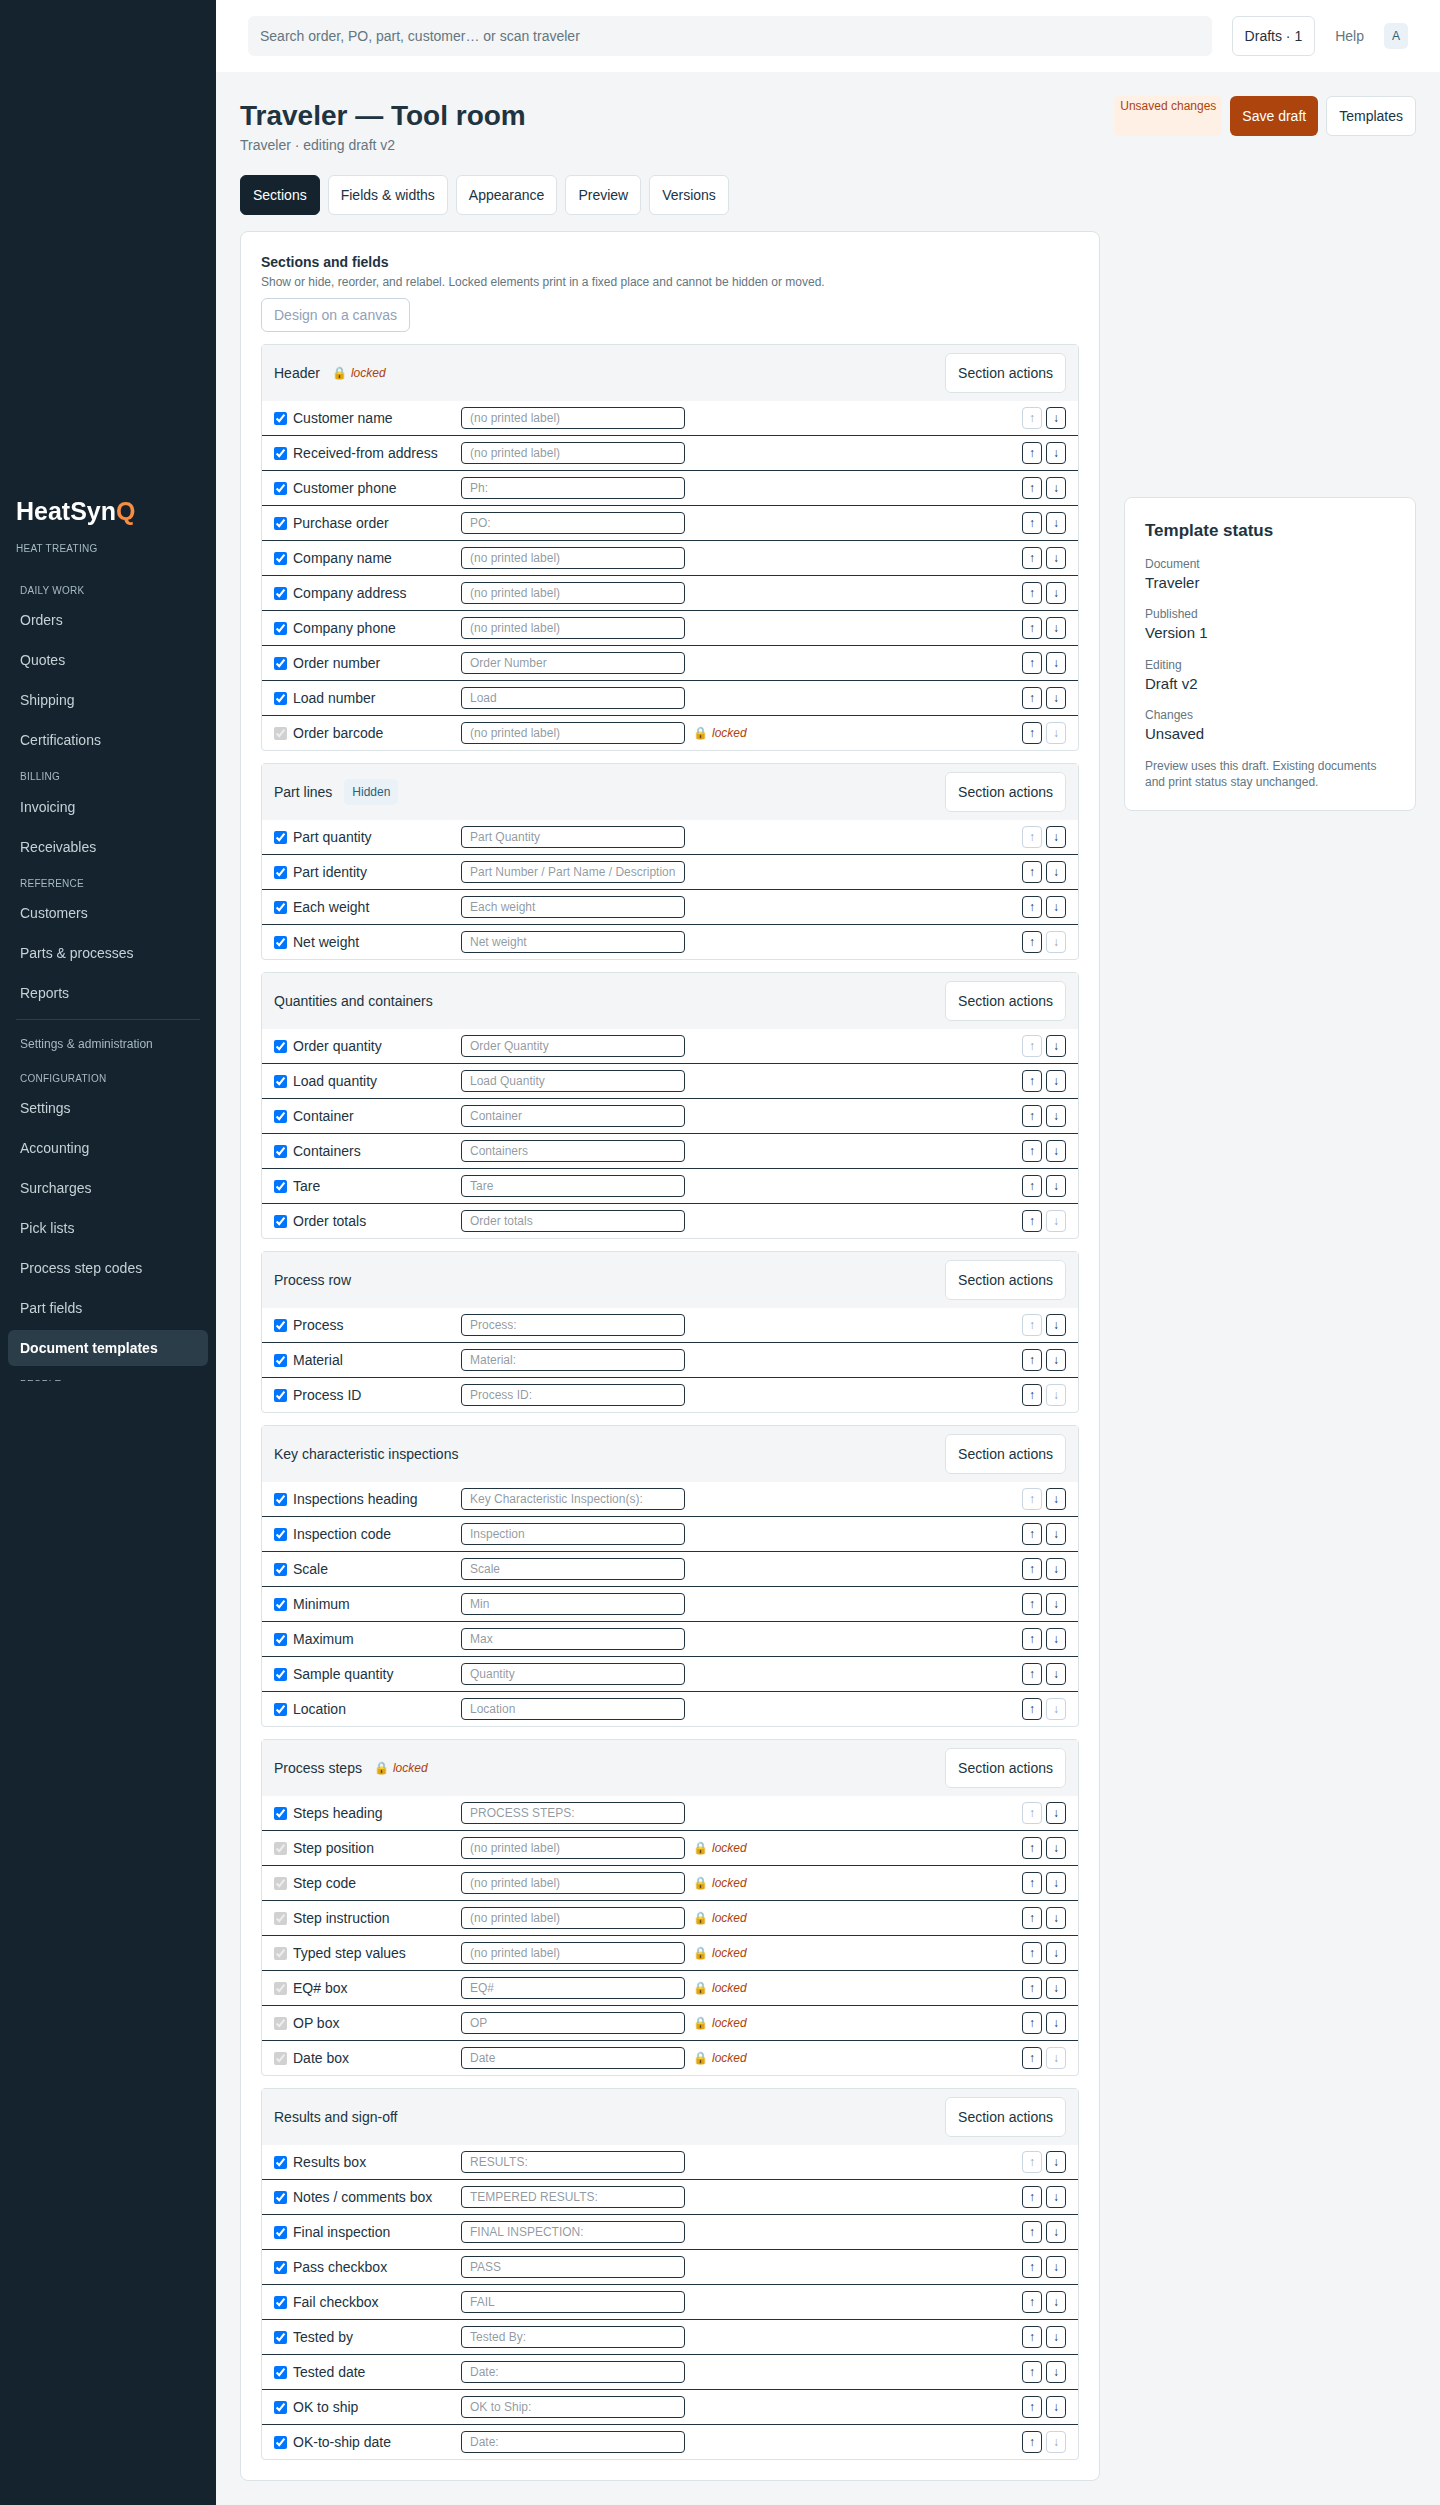 Search order, PO, part, customer… or scan traveler
Drafts · 1
Help
A
Traveler — Tool room
Traveler · editing draft v2
Unsaved changes
Save draft
Templates
Sections
Fields & widths
Appearance
Preview
Versions
Sections and fields
Show or hide, reorder, and relabel. Locked elements print in a fixed place and cannot be hidden or moved.
Design on a canvas
Header 🔒 locked Section actions
Customer name (no printed label) ↑ ↓
Received-from address (no printed label) ↑ ↓
Customer phone Ph: ↑ ↓
Purchase order PO: ↑ ↓
Company name (no printed label) ↑ ↓
Company address (no printed label) ↑ ↓
Company phone (no printed label) ↑ ↓
Order number Order Number ↑ ↓
Load number Load ↑ ↓
Order barcode (no printed label) 🔒 locked ↑ ↓
Part lines Hidden Section actions
Part quantity Part Quantity ↑ ↓
Part identity Part Number / Part Name / Description ↑ ↓
Each weight Each weight ↑ ↓
Net weight Net weight ↑ ↓
Quantities and containers Section actions
Order quantity Order Quantity ↑ ↓
Load quantity Load Quantity ↑ ↓
Container Container ↑ ↓
Containers Containers ↑ ↓
Tare Tare ↑ ↓
Order totals Order totals ↑ ↓
Process row Section actions
Process Process: ↑ ↓
Material Material: ↑ ↓
Process ID Process ID: ↑ ↓
Key characteristic inspections Section actions
Inspections heading Key Characteristic Inspection(s): ↑ ↓
Inspection code Inspection ↑ ↓
Scale Scale ↑ ↓
Minimum Min ↑ ↓
Maximum Max ↑ ↓
Sample quantity Quantity ↑ ↓
Location Location ↑ ↓
Process steps 🔒 locked Section actions
Steps heading PROCESS STEPS: ↑ ↓
Step position (no printed label) 🔒 locked ↑ ↓
Step code (no printed label) 🔒 locked ↑ ↓
Step instruction (no printed label) 🔒 locked ↑ ↓
Typed step values (no printed label) 🔒 locked ↑ ↓
EQ# box EQ# 🔒 locked ↑ ↓
OP box OP 🔒 locked ↑ ↓
Date box Date 🔒 locked ↑ ↓
Results and sign-off Section actions
Results box RESULTS: ↑ ↓
Notes / comments box TEMPERED RESULTS: ↑ ↓
Final inspection FINAL INSPECTION: ↑ ↓
Pass checkbox PASS ↑ ↓
Fail checkbox FAIL ↑ ↓
Tested by Tested By: ↑ ↓
Tested date Date: ↑ ↓
OK to ship OK to Ship: ↑ ↓
OK-to-ship date Date: ↑ ↓
Template status
Document
Traveler
Published
Version 1
Editing
Draft v2
Changes
Unsaved
Preview uses this draft. Existing documents
and print status stay unchanged.
HeatSynQ
HEAT TREATING
DAILY WORK
Orders
Quotes
Shipping
Certifications
BILLING
Invoicing
Receivables
REFERENCE
Customers
Parts & processes
Reports
Settings & administration
CONFIGURATION
Settings
Accounting
Surcharges
Pick lists
Process step codes
Part fields
Document templates